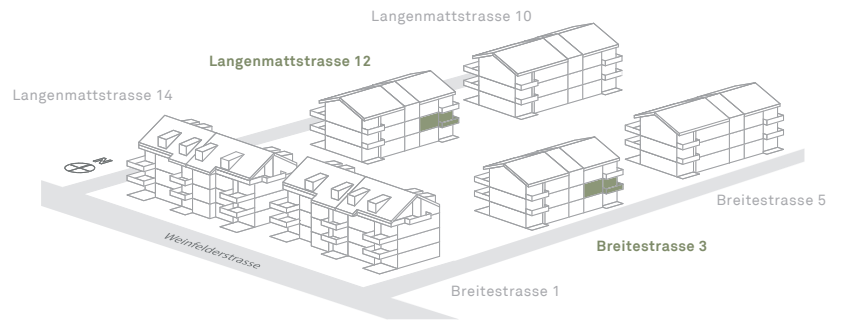 Langenmattstrasse 10
Langenmattstrasse 12
Langenmattstrasse 14
N
Breitestrasse 5
Weinfelderstrasse
Breitestrasse 3
Breitestrasse 1